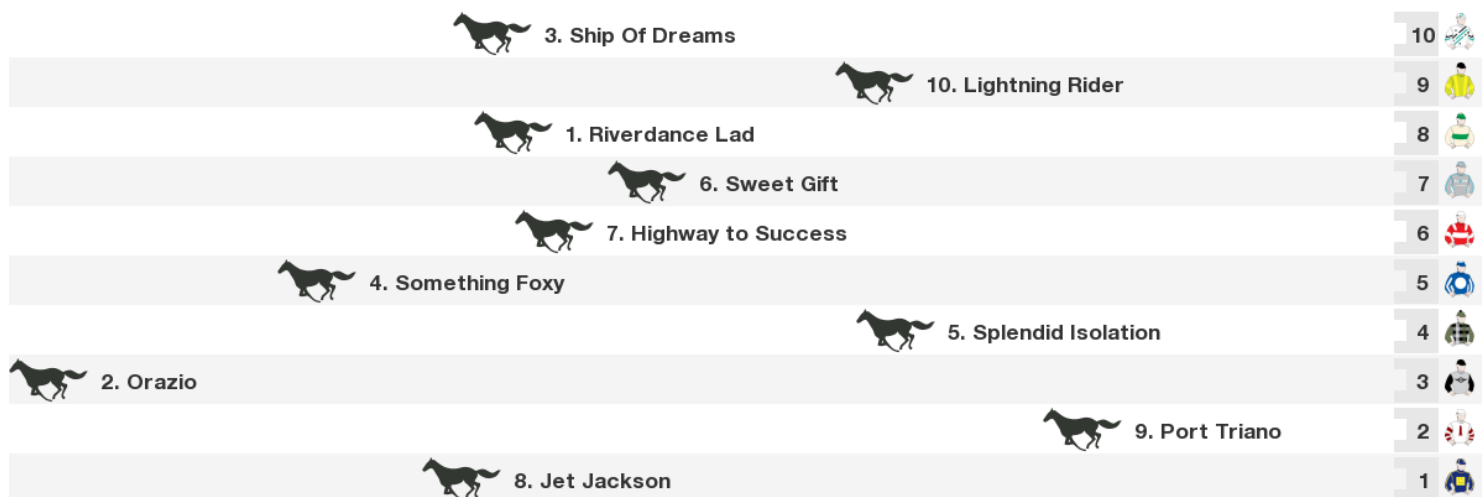 3. Ship Of Dreams 10
10. Lightning Rider 9
1. Riverdance Lad 8
6. Sweet Gift 7
7. Highway to Success 6
4. Something Foxy 5
5. Splendid Isolation 4
2. Orazio 3
9. Port Triano 2
8. Jet Jackson 1